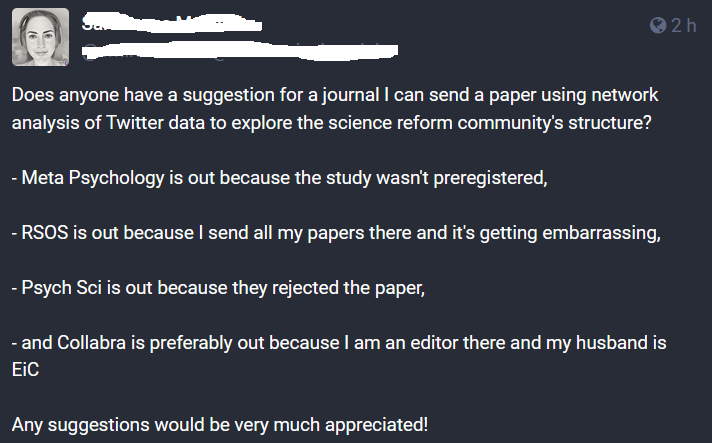 2 h
Does anyone have a suggestion for a journal I can send a paper using network
analysis of Twitter data to explore the science reform community's structure?
- Meta Psychology is out because the study wasn't preregistered,
- RSOS is out because I send all my papers there and it's getting embarrassing,
- Psych Sci is out because they rejected the paper,
- and Collabra is preferably out because I am an editor there and my husband is
EiC
Any suggestions would be very much appreciated!